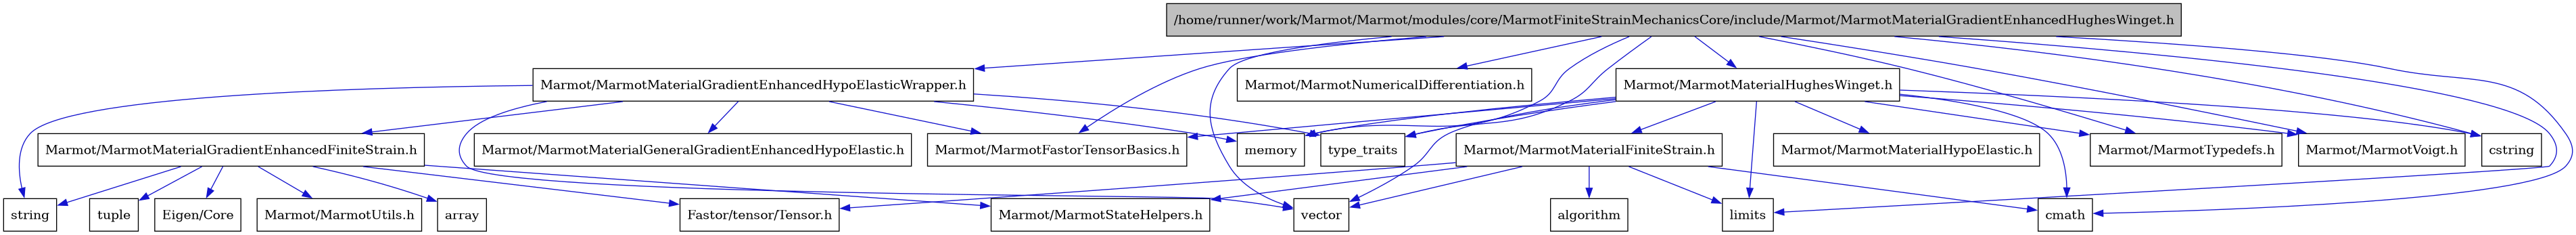 /home/runner/work/Marmot/Marmot/modules/core/MarmotFiniteStrainMechanicsCore/include/Marmot/MarmotMaterialGradientEnhancedHughesWinget.h
Marmot/MarmotMaterialGradientEnhancedHypoElasticWrapper.h
Marmot/MarmotNumericalDifferentiation.h
Marmot/MarmotMaterialHughesWinget.h
Marmot/MarmotMaterialGradientEnhancedFiniteStrain.h
Marmot/MarmotMaterialGeneralGradientEnhancedHypoElastic.h
Marmot/MarmotFastorTensorBasics.h
memory
type_traits
Marmot/MarmotMaterialFiniteStrain.h
Marmot/MarmotMaterialHypoElastic.h
Marmot/MarmotTypedefs.h
Marmot/MarmotVoigt.h
cstring
string
tuple
Eigen/Core
Marmot/MarmotUtils.h
array
Fastor/tensor/Tensor.h
Marmot/MarmotStateHelpers.h
vector
algorithm
limits
cmath